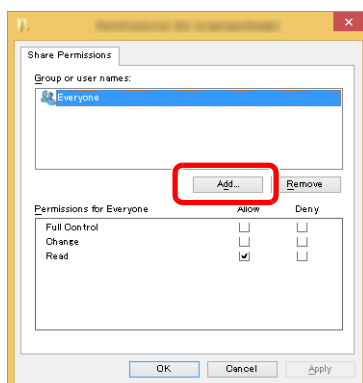 Share Permissions
Group or user names:
Everyone
Add...
Remove
Permissions for Everyone
Allow
Deny
Full Control
Change
Read
OK
Cancel
Apply